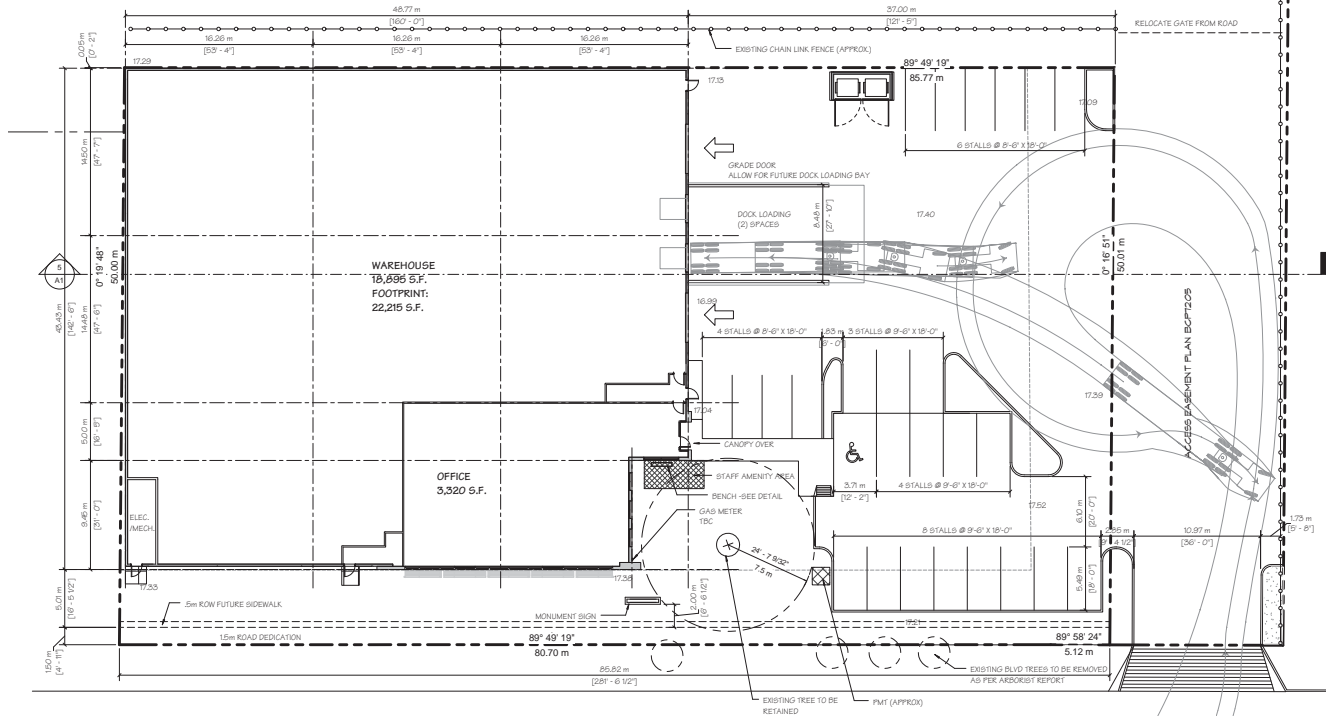 48.77 m
[160' - 0"]
37.00 m
[121' - 5"]
RELOCATE GATE FROM ROAD
16.26 m
[53' - 4"]
16.26 m
[53' - 4"]
16.26 m
[53' - 4"]
EXISTING CHAIN LINK FENCE (APPROX.)
0.05m
[0' - 2"]
17.29
17.13
89° 49' 19"
85.77 m
17.09
14.50 m
[47' - 7"]
6 STALLS @ 8'-6" X 18'-0"
GRADE DOOR
ALLOW FOR FUTURE DOCK LOADING BAY
DOCK LOADING
(2) SPACES
8.48 m
[27' - 10"]
17.40
5
A1
0° 19' 48"
50.00 m
WAREHOUSE
18,895 S.F.
FOOTPRINT:
22,215 S.F.
0° 16' 51"
50.01 m
43.43 m
[142' - 6"]
14.48 m
[47' - 6"]
16.99
4 STALLS @ 8'-6" X 18'-0"
1.83 m
[6' - 0"]
3 STALLS @ 9'-6" X 18'-0"
ACCESS EASEMENT PLAN BCP7205
17.39
17.04
5.00 m
[16' - 5"]
CANOPY OVER
OFFICE
3,320 S.F.
STAFF AMENITY AREA
BENCH -SEE DETAIL
GAS METER
TBC
3.71 m
[12' - 2"]
4 STALLS @ 9'-6" X 18'-0"
17.52
6.10 m
[20' - 0"]
9.45 m
[31' - 0"]
ELEC.
/MECH.
8 STALLS @ 9'-6" X 18'-0"
2.85 m
[9' - 4 1/2"]
10.97 m
[36' - 0"]
1.73 m
[5' - 8"]
24' - 7 9/32"
7.5 m
5.49 m
[18' - 0"]
17.33
17.38
5.01 m
[16' - 5 1/2"]
.5m ROW FUTURE SIDEWALK
MONUMENT SIGN
2.00 m
[6' - 6 1/2"]
17.21
1.5m ROAD DEDICATION
89° 49' 19"
80.70 m
89° 58' 24"
5.12 m
1.50 m
[4' - 11"]
85.82 m
[281' - 6 1/2"]
EXISTING BLVD TREES TO BE REMOVED
AS PER ARBORIST REPORT
EXISTING TREE TO BE
RETAINED
PMT (APPROX)